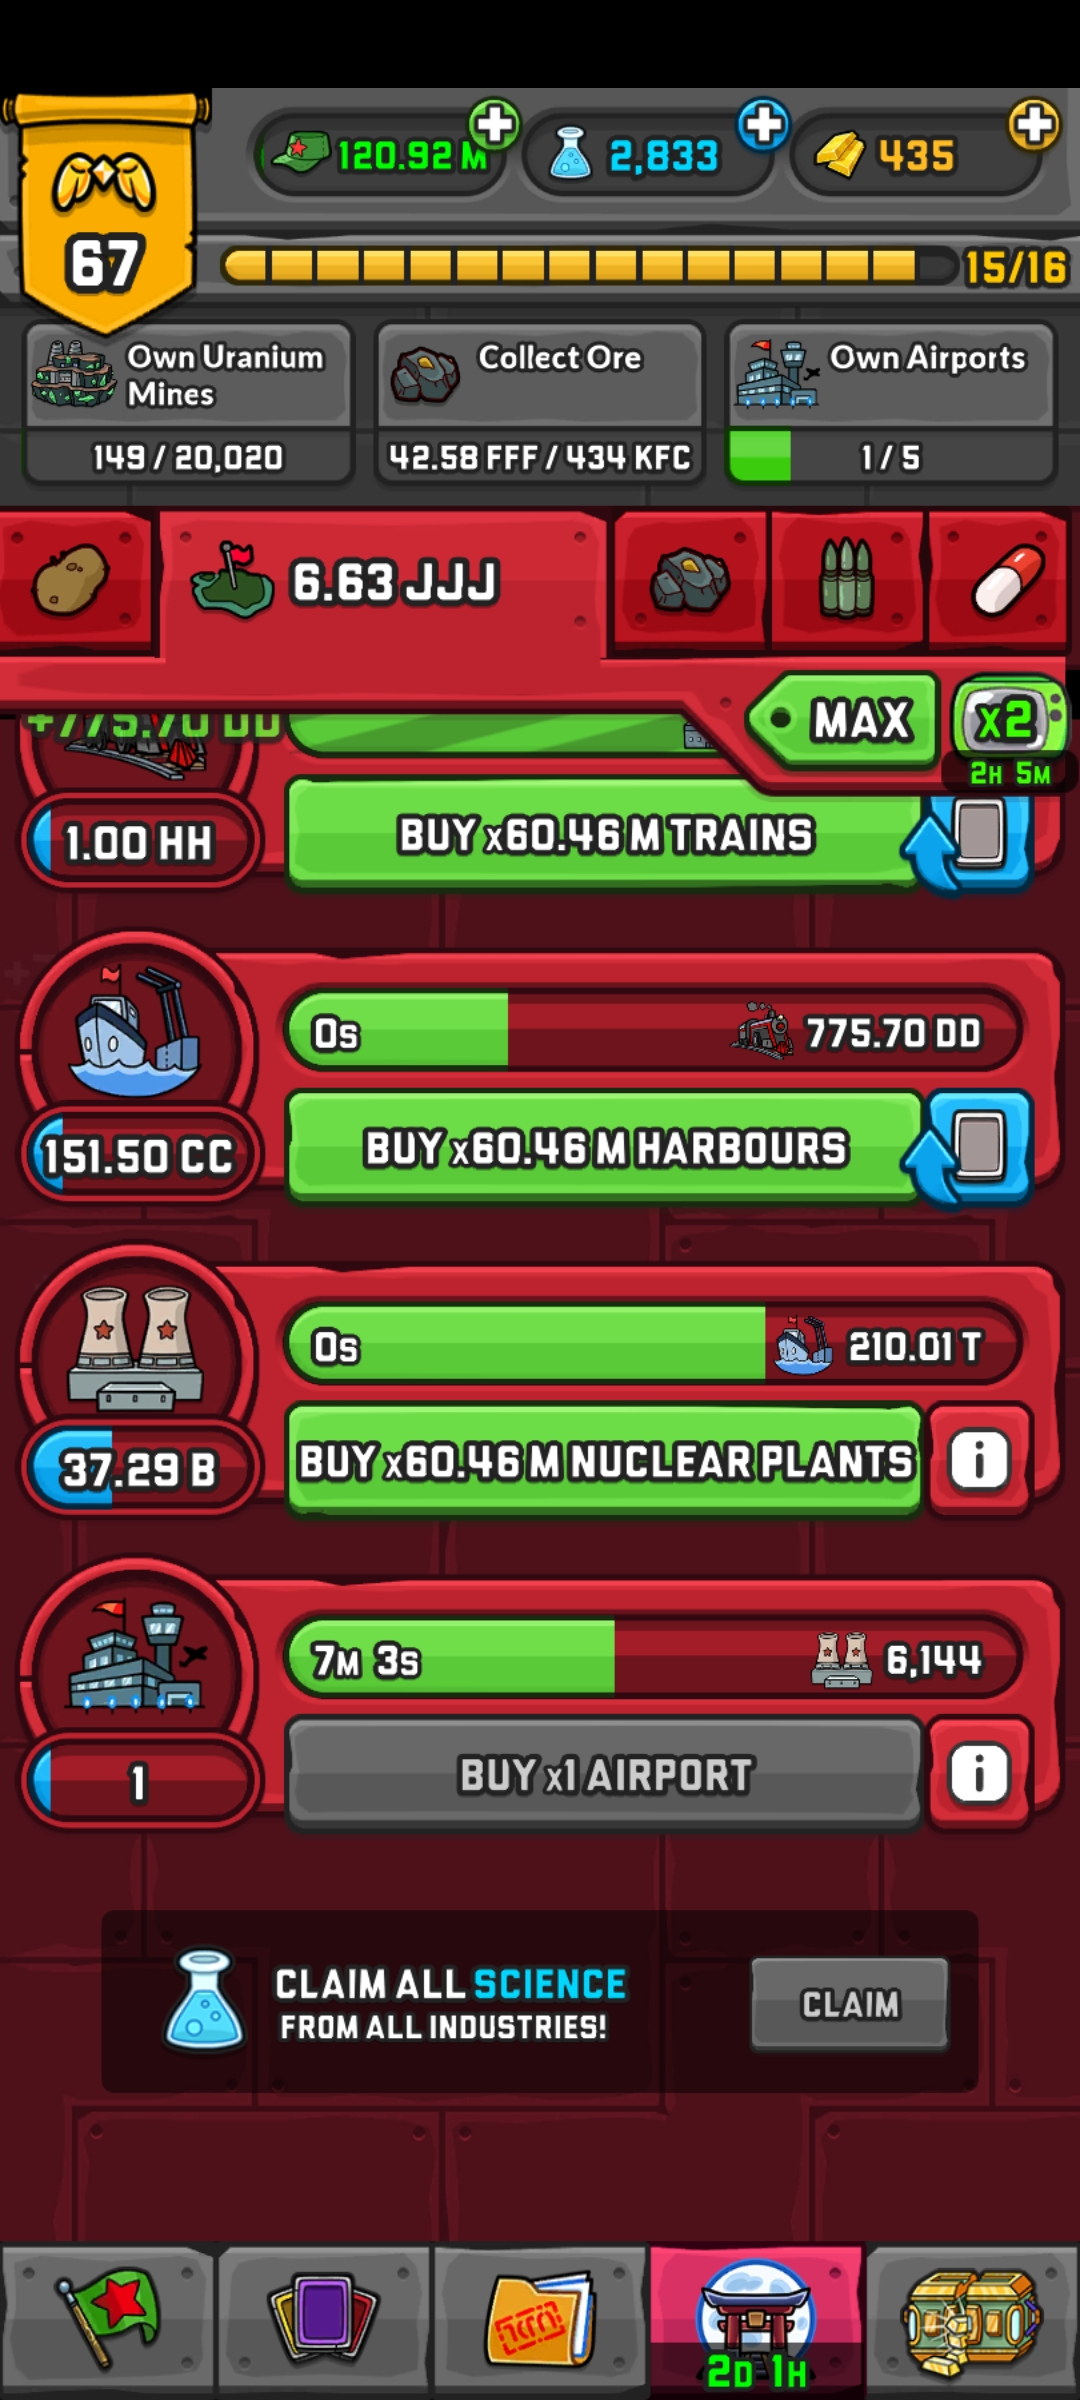 120.92 M
2,833
435
67
15/16
Own Uranium
Mines
149 / 20,020
Collect Ore
42.58 FFF / 434 KFC
Own Airports
1 / 5
6.63 JJJ
MAX
x2
2H 5M
+775.70 DD
1.00 HH
BUY x60.46 M TRAINS
0s
775.70 DD
151.50 CC
BUY x60.46 M HARBOURS
0s
210.01 T
37.29 B
BUY x60.46 M NUCLEAR PLANTS
i
7M 3s
6,144
1
BUY x1 AIRPORT
i
CLAIM ALL SCIENCE
FROM ALL INDUSTRIES!
CLAIM
2D 1H